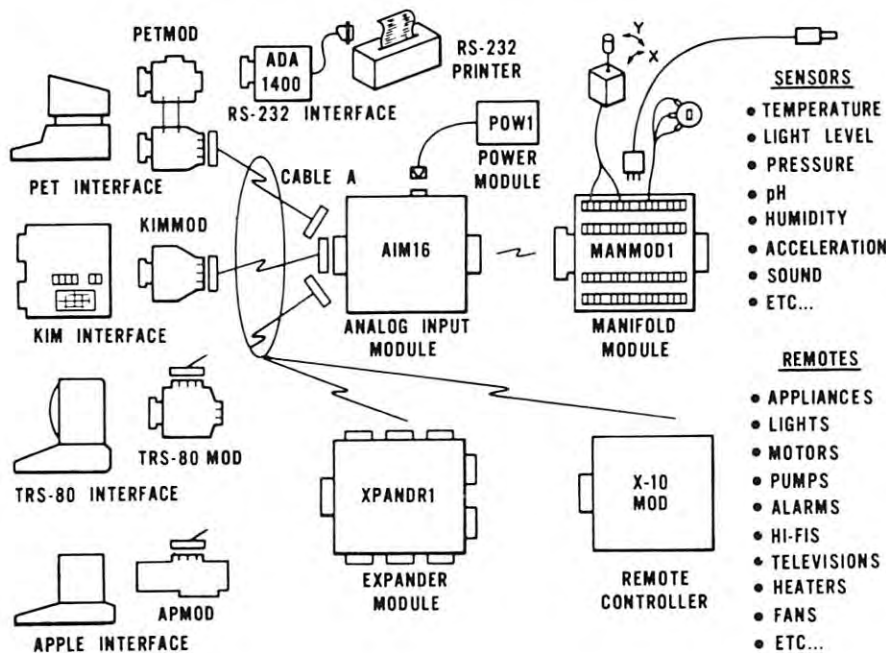 PETMOD
ADA
1400
RS-232
PRINTER
RS-232 INTERFACE
POW1
POWER
MODULE
PET INTERFACE
CABLE A
Y
X
KIMMOD
AIM16
MANMOD1
KIM INTERFACE
ANALOG INPUT
MODULE
MANIFOLD
MODULE
TRS-80 MOD
TRS-80 INTERFACE
XPANDR1
X-10
MOD
APMOD
EXPANDER
MODULE
REMOTE
CONTROLLER
APPLE INTERFACE
SENSORS
• TEMPERATURE
• LIGHT LEVEL
• PRESSURE
• pH
• HUMIDITY
• ACCELERATION
• SOUND
• ETC...
REMOTES
• APPLIANCES
• LIGHTS
• MOTORS
• PUMPS
• ALARMS
• HI-FIS
• TELEVISIONS
• HEATERS
• FANS
• ETC...